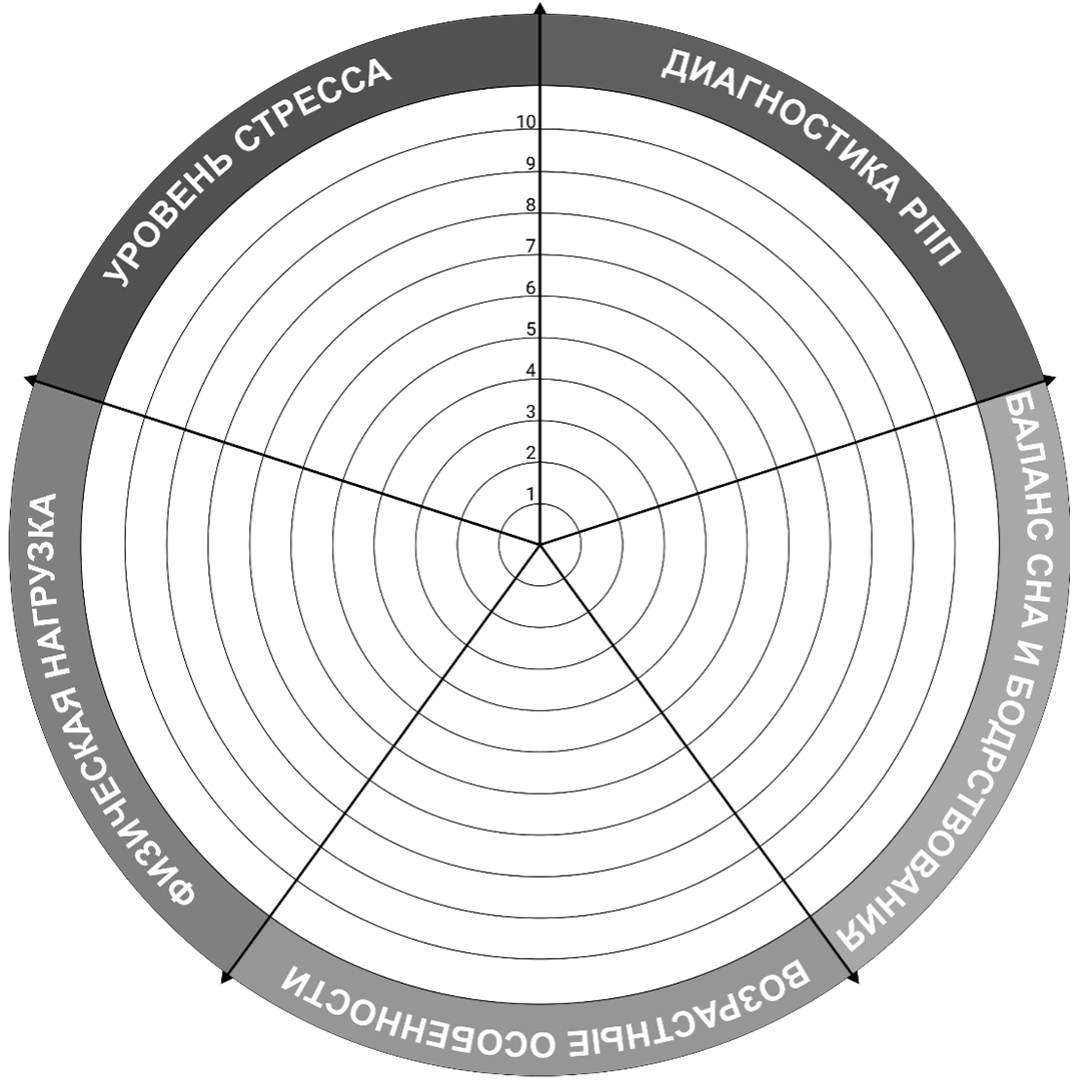 УРОВЕНЬ СТРЕССА
ДИАГНОСТИКА РПП
БАЛАНС СНА И БОДРСТВОВАНИЯ
ВОЗРАСТНЫЕ ОСОБЕННОСТИ
ФИЗИЧЕСКАЯ НАГРУЗКА
10
9
8
7
6
5
4
3
2
1